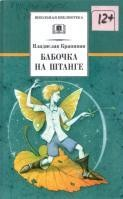 ШКОЛЬНАЯ БИБЛИОТЕКА
12+
Владислав Крапивин
БАБОЧКА
НА ШТАНГЕ